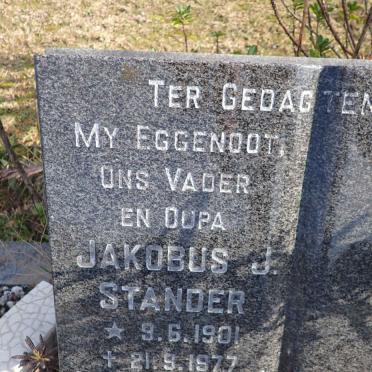 TER GEDAGTEN
MY EGGENOOT,
ONS VADER
EN OUPA
JAKOBUS J.
STANDER
★ 9.6.1901
✝ 21.9.1977